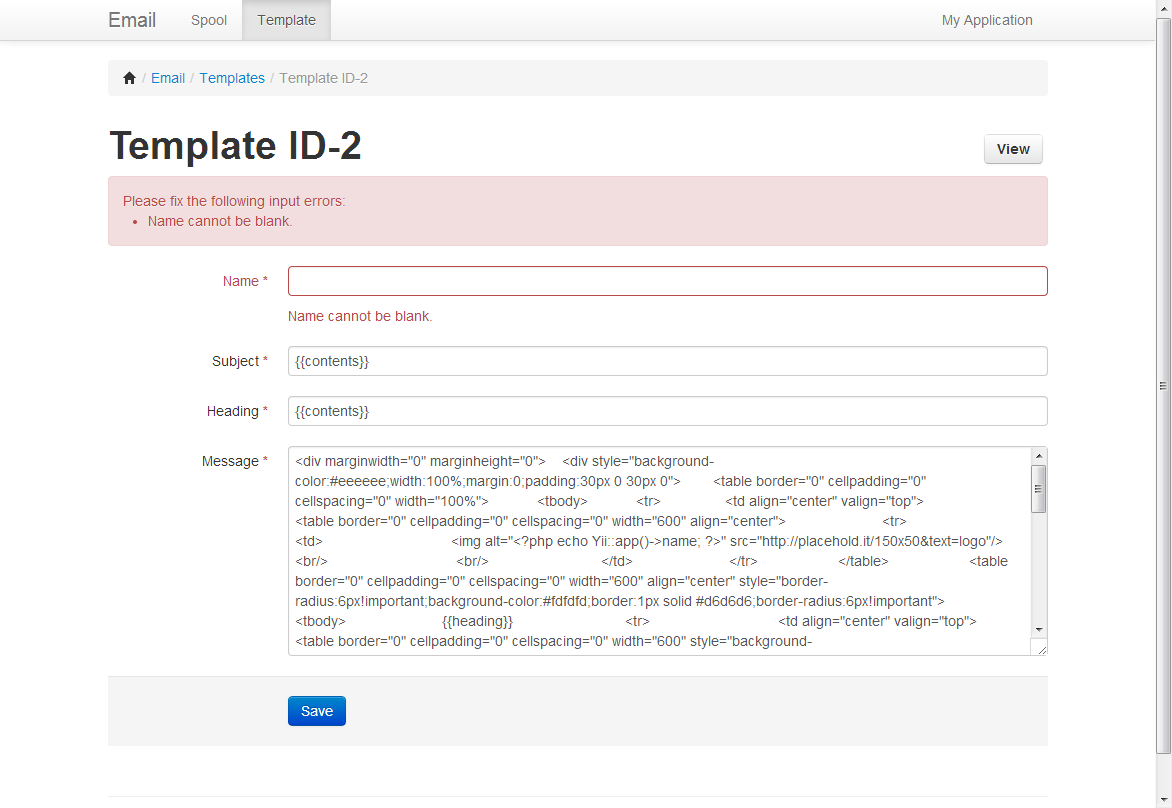 Email Spool Template My Application
/ Email / Templates / Template ID-2
Template ID-2
View
Please fix the following input errors:
• Name cannot be blank.
Name *
Name cannot be blank.
Subject * {{contents}}
Heading * {{contents}}
Message * <div marginwidth="0" marginheight="0"> <div style="background-
color:#eeeeee;width:100%;margin:0;padding:30px 0 30px 0"> <table border="0" cellpadding="0"
cellspacing="0" width="100%"> <tbody> <tr> <td align="center" valign="top">
<table border="0" cellpadding="0" cellspacing="0" width="600" align="center"> <tr>
<td> <img alt="<?php echo Yii::app()->name; ?>" src="http://placehold.it/150x50&text=logo"/>
<br/> <br/> </td> </tr> </table> <table
border="0" cellpadding="0" cellspacing="0" width="600" align="center" style="border-
radius:6px!important;background-color:#fdfdfd;border:1px solid #d6d6d6;border-radius:6px!important">
<tbody> {{heading}} <tr> <td align="center" valign="top">
<table border="0" cellpadding="0" cellspacing="0" width="600" style="background-
Save